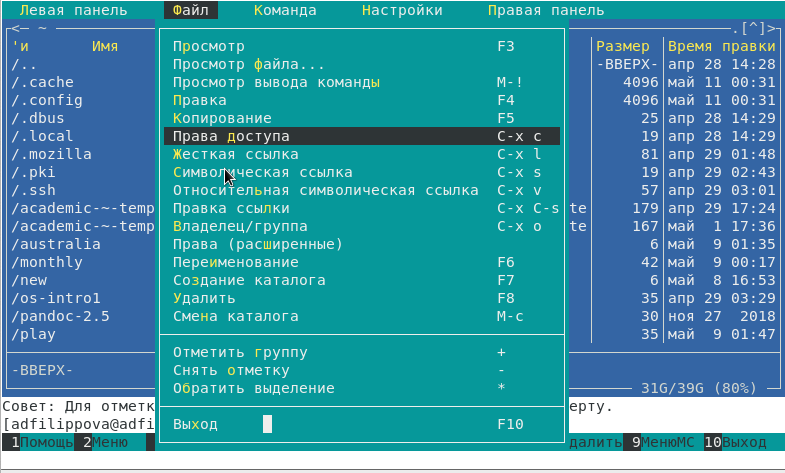 Левая панель Файл Команда Настройки Правая панель
<— ~ .[^]>
'и Имя Просмотр F3 Размер Время правки
/.. Просмотр файла... -ВВЕРХ- апр 28 14:28
/.cache Просмотр вывода команды M-! 4096 май 11 00:31
/.config Правка F4 4096 май 11 00:31
/.dbus Копирование F5 25 апр 28 14:29
/.local Права доступа C-x c 19 апр 28 14:29
/.mozilla Жесткая ссылка C-x l 81 апр 29 01:48
/.pki Символическая ссылка C-x s 19 апр 29 02:43
/.ssh Относительная символическая ссылка C-x v 57 апр 29 03:01
/academic-~-temp Правка ссылки C-x C-s te 179 апр 29 17:24
/academic-~-temp Владелец/группа C-x o te 167 май 1 17:36
/australia Права (расширенные) 6 май 9 01:35
/monthly Переименование F6 42 май 9 00:17
/new Создание каталога F7 6 май 8 16:53
/os-intro1 Удалить F8 35 апр 29 03:29
/pandoc-2.5 Смена каталога M-c 30 ноя 27 2018
/play 35 май 9 01:47
Отметить группу +
-ВВЕРХ- Снять отметку -
Обратить выделение * 31G/39G (80%)
Совет: Для отметк ерту.
[adfilippova@adfi Выход F10
1Помощь 2Меню далить 9МенюMC 10Выход